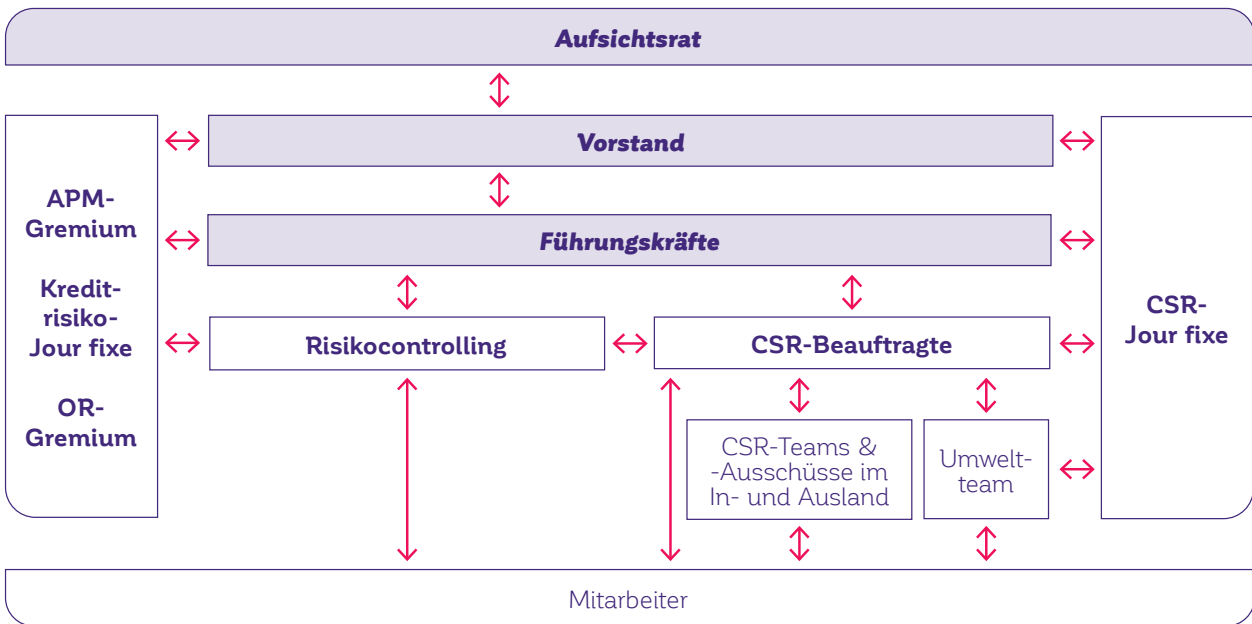 Aufsichtsrat
Vorstand
Führungskräfte
APM-
Gremium
Kredit-
risiko-
Jour fixe
OR-
Gremium
Risikocontrolling
CSR-Beauftragte
CSR-
Jour fixe
CSR-Teams &
-Ausschüsse im
In- und Ausland
Umwelt-
team
Mitarbeiter